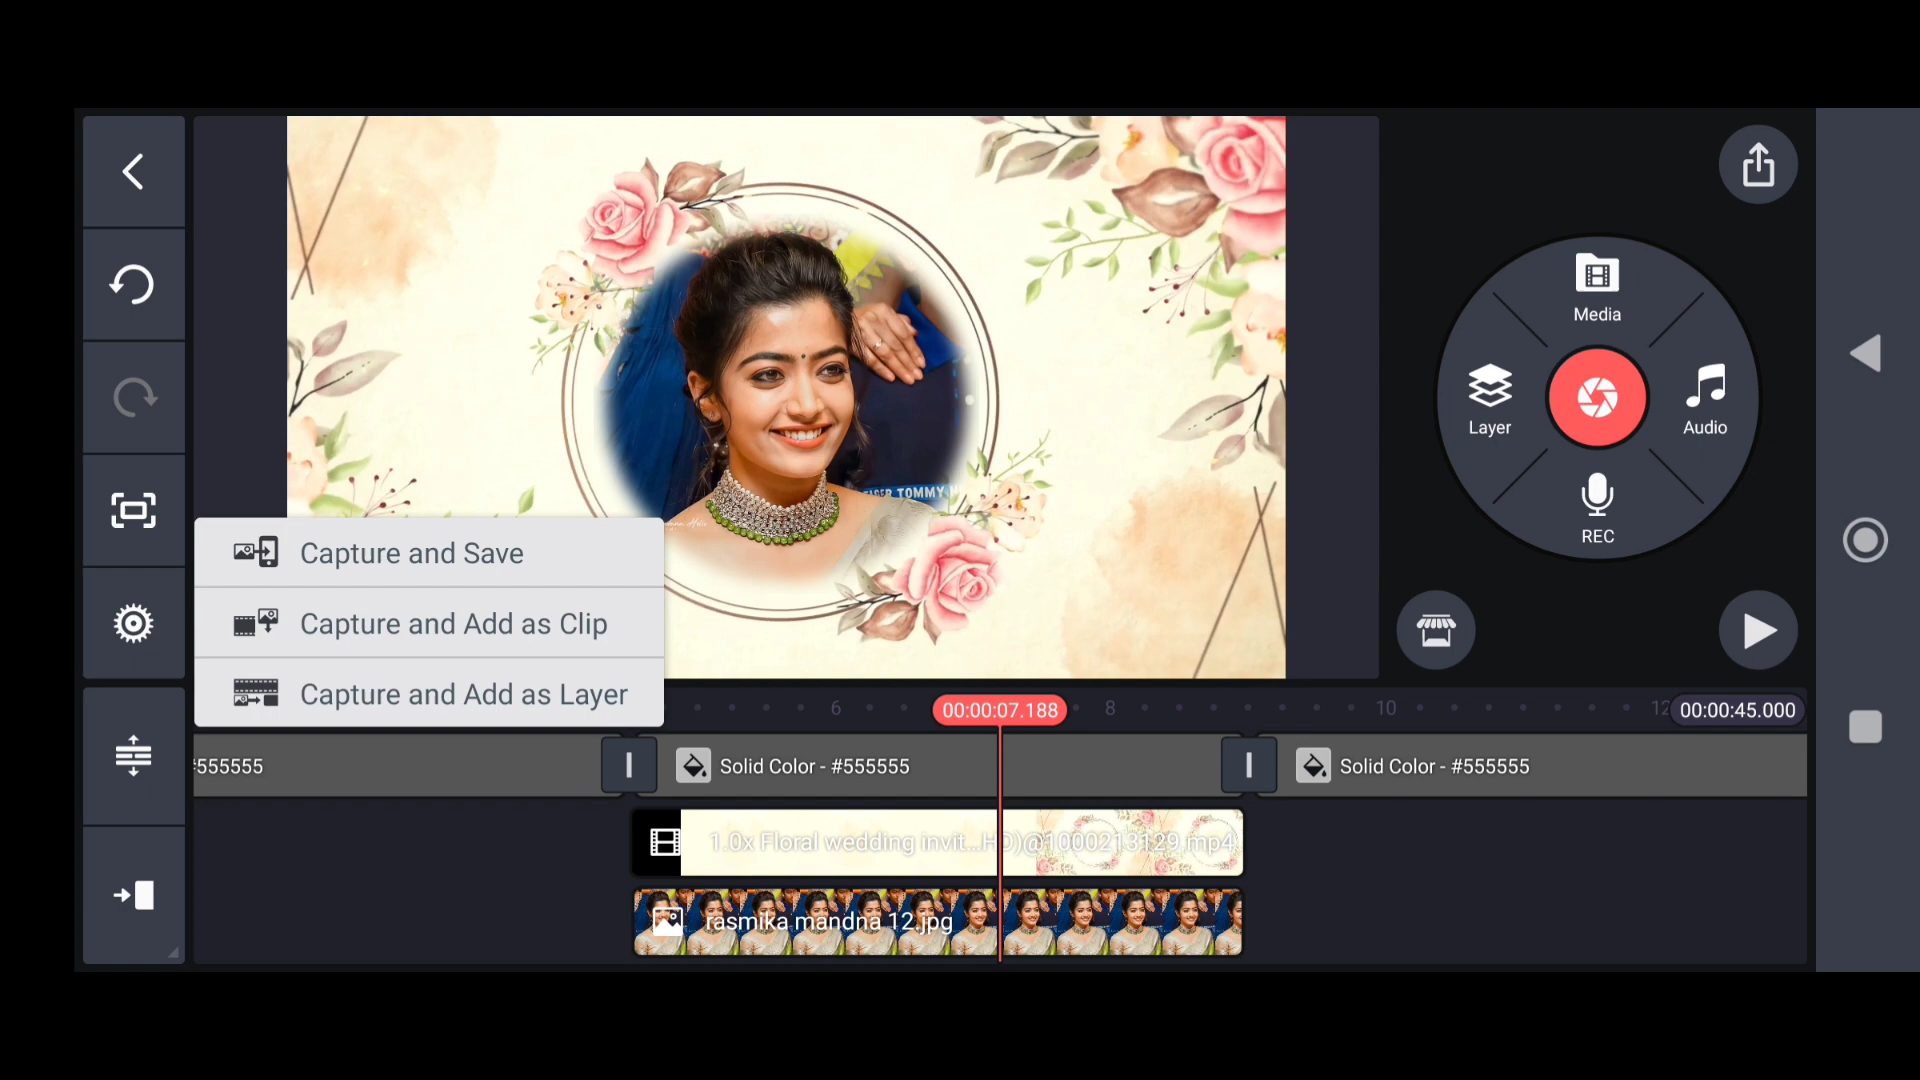 Media
Layer
Audio
REC
TOMMY
Capture and Save
Capture and Add as Clip
Capture and Add as Layer
6
00:00:07.188
8
10
12
00:00:45.000
#555555
Solid Color - #555555
Solid Color - #555555
1.0x Floral wedding invit...HD)@1000213129.mp4
rasmika mandna 12.jpg